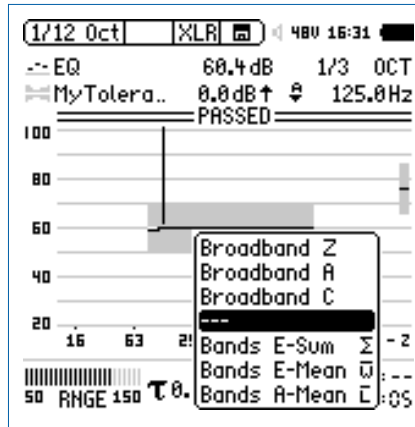 1/12 Oct XLR 48V 16:31
EQ 60.4dB 1/3 OCT
MyTolera.. 0.0dB↑ 125.0Hz
PASSED
100
80
60
40
20
16 63 - Z
Broadband Z
Broadband A
Broadband C
---
Bands E-Sum Σ
Bands E-Mean
Bands A-Mean
50 RNGE 150 τ0. :--
:05